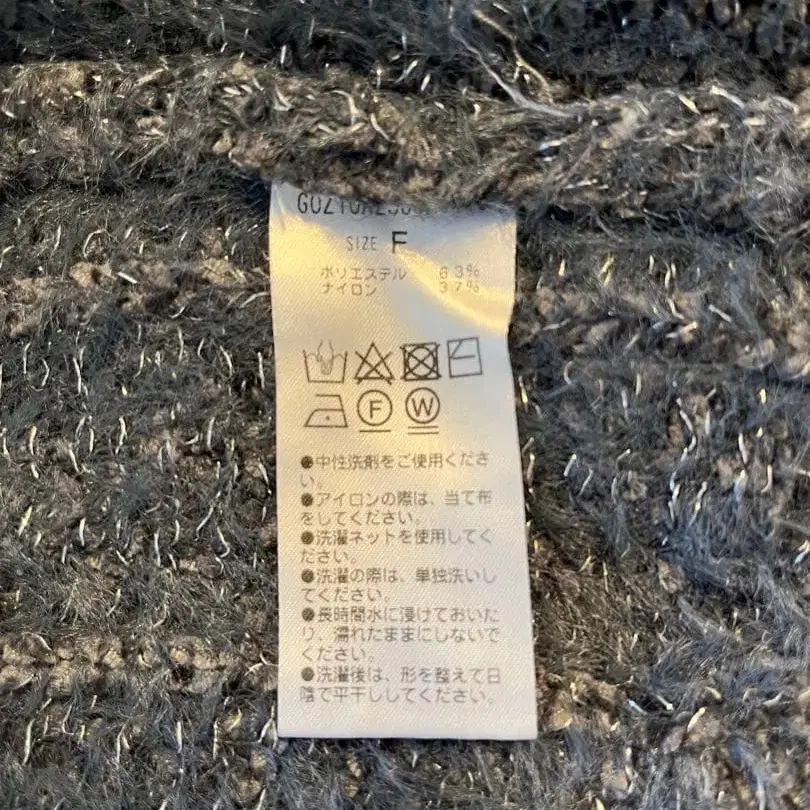 SIZE F
ポリエステル 63%
ナイロン 37%
F W
●中性洗剤をご使用くださ
い。
●アイロンの際は、当て布
をしてください。
●洗濯ネットを使用してく
ださい。
●洗濯の際は、単独洗いし
てください。
●長時間水に浸けておいた
り、濡れたままにしないで
ください。
●洗濯後は、形を整えて日
陰で平干ししてください。